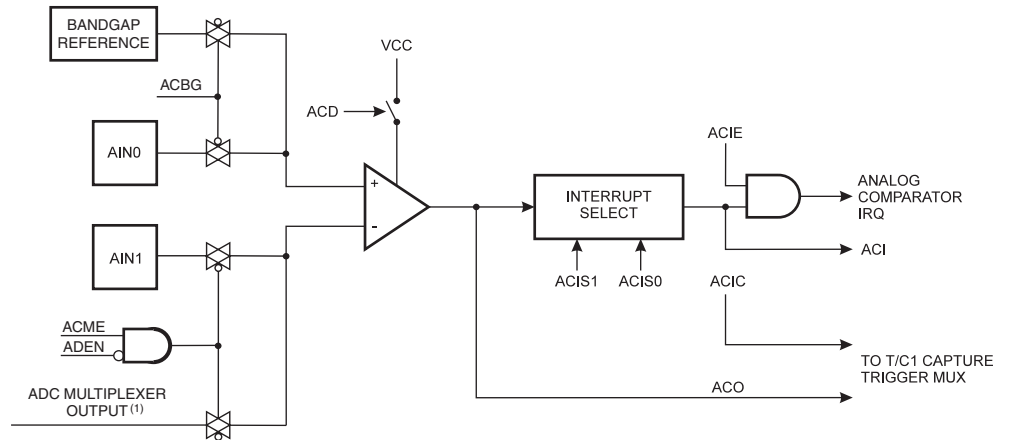 BANDGAP
REFERENCE
ACBG
AIN0
AIN1
ACME
ADEN
ADC MULTIPLEXER
OUTPUT (1)
VCC
ACD
+
-
INTERRUPT
SELECT
ACIS1
ACIS0
ACIE
ANALOG
COMPARATOR
IRQ
ACI
ACIC
TO T/C1 CAPTURE
TRIGGER MUX
ACO